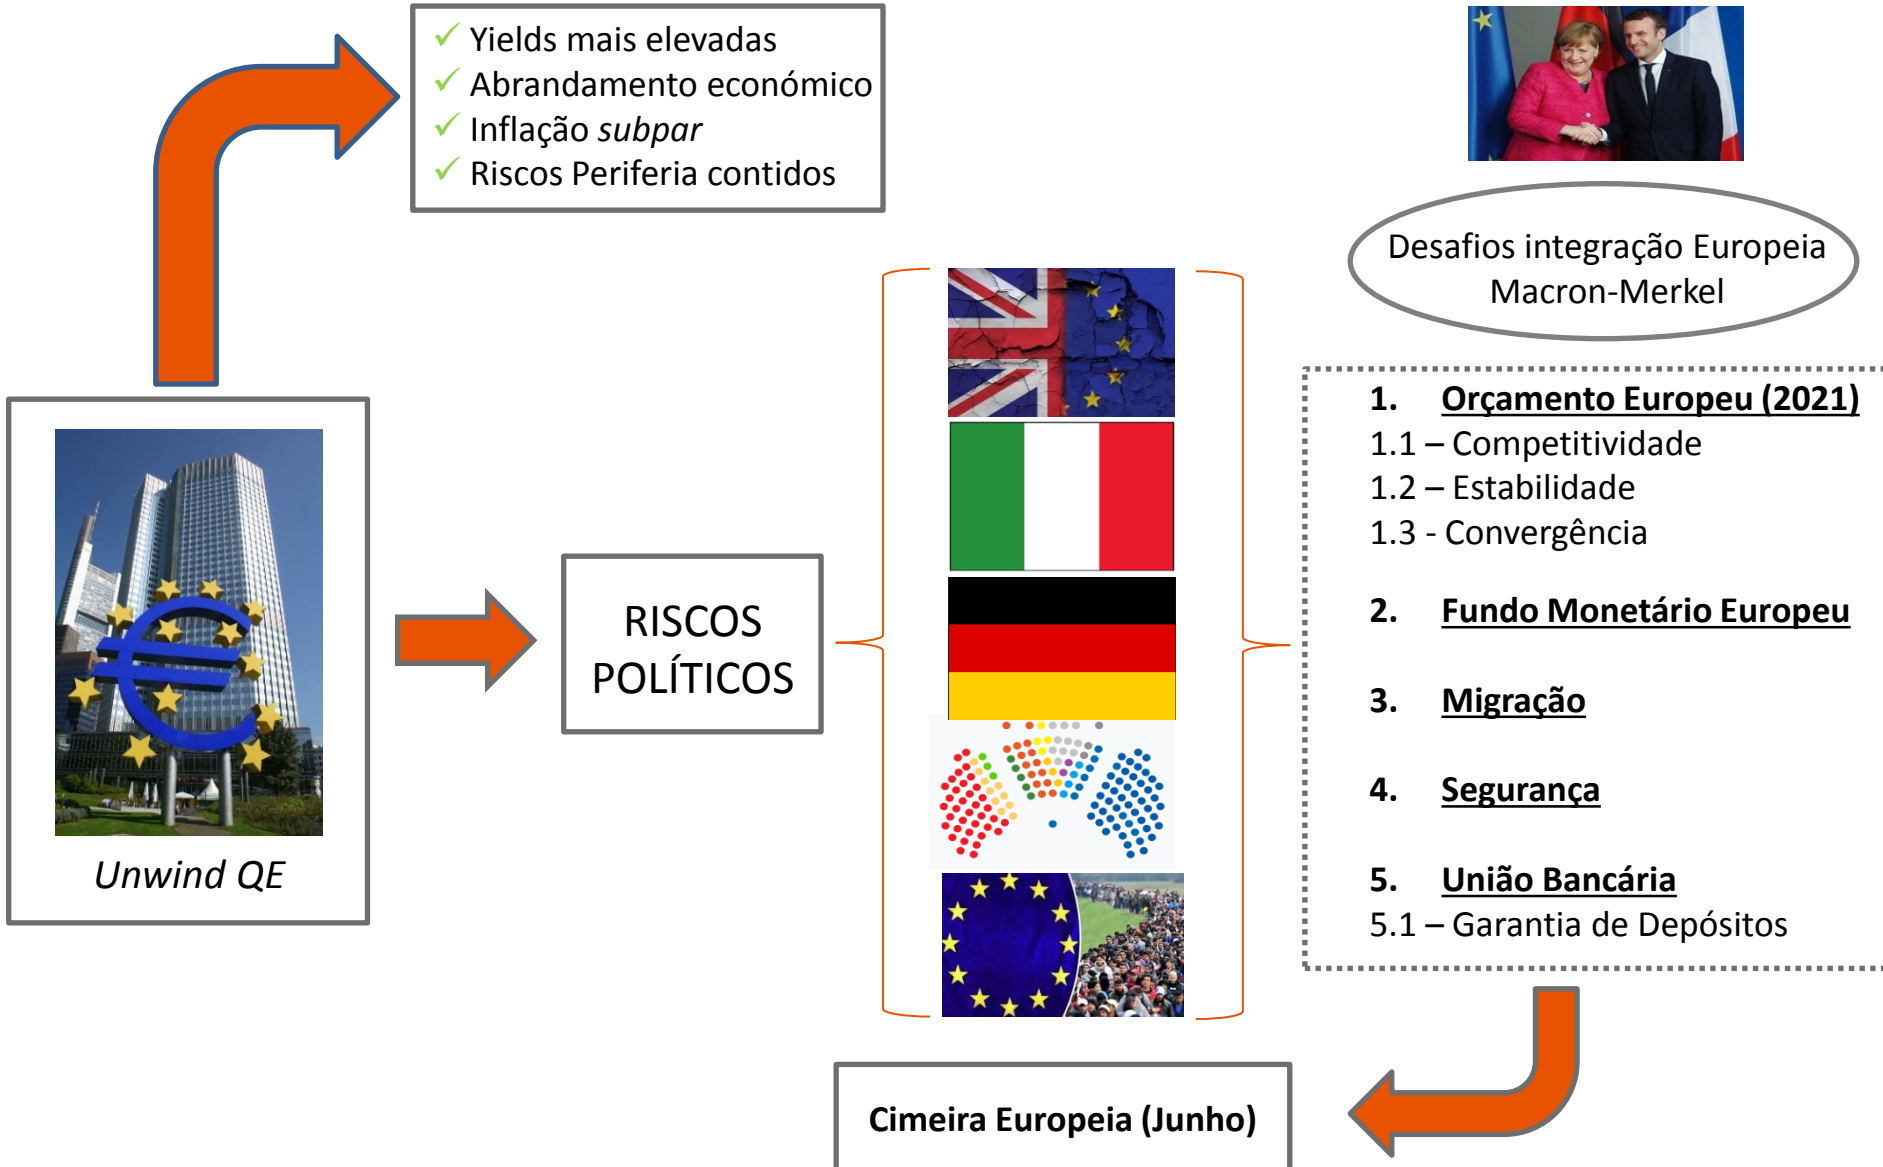 ✓ Yields mais elevadas
✓ Abrandamento económico
✓ Inflação subpar
✓ Riscos Periferia contidos
Desafios integração Europeia
Macron-Merkel
Unwind QE
RISCOS
POLÍTICOS
1. Orçamento Europeu (2021)
1.1 – Competitividade
1.2 – Estabilidade
1.3 - Convergência
2. Fundo Monetário Europeu
3. Migração
4. Segurança
5. União Bancária
5.1 – Garantia de Depósitos
Cimeira Europeia (Junho)